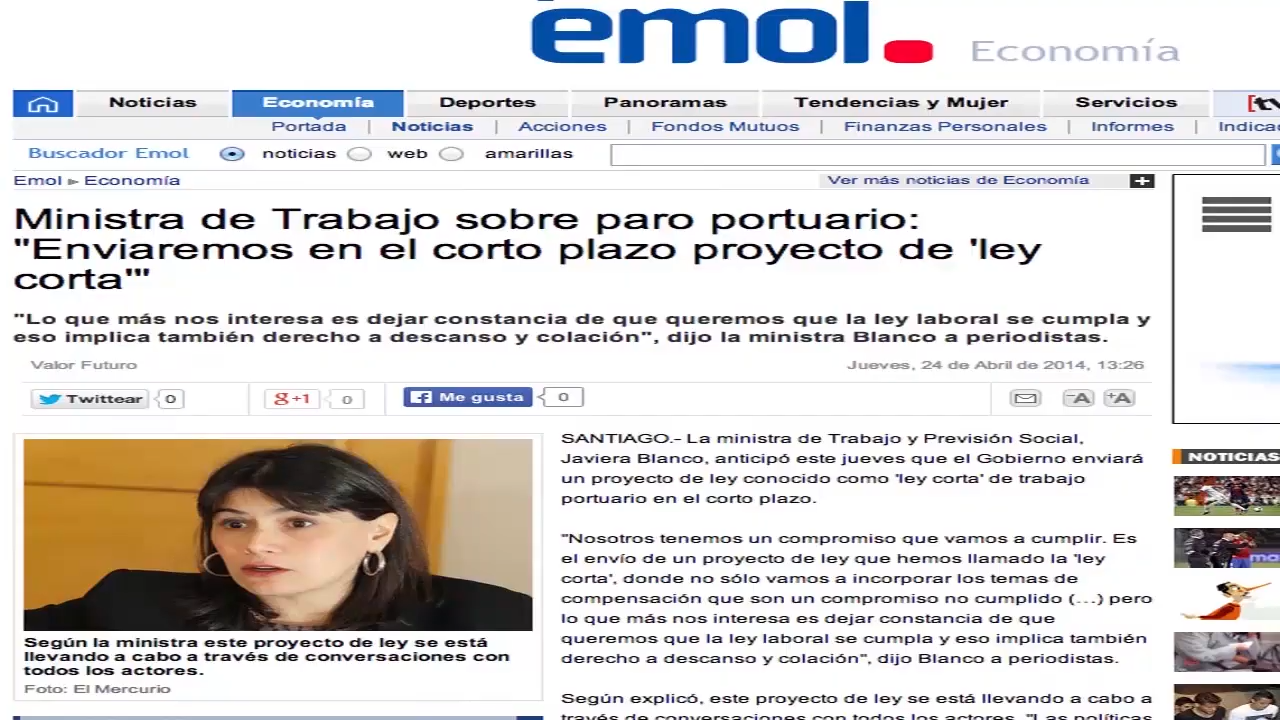 emol.
Economía
Noticias Economía Deportes Panoramas Tendencias y Mujer Servicios
Portada | Noticias | Acciones | Fondos Mutuos | Finanzas Personales | Informes |
Buscador Emol noticias web amarillas
Emol ► Economía
Ver más noticias de Economía +
Ministra de Trabajo sobre paro portuario:
"Enviaremos en el corto plazo proyecto de 'ley
corta'"
"Lo que más nos interesa es dejar constancia de que queremos que la ley laboral se cumpla y
eso implica también derecho a descanso y colación", dijo la ministra Blanco a periodistas.
Valor Futuro
Jueves, 24 de Abril de 2014, 13:26
Twittear 0 g+1 0 Me gusta 0 -A +A
Según la ministra este proyecto de ley se está
llevando a cabo a través de conversaciones con
todos los actores.
Foto: El Mercurio
SANTIAGO.- La ministra de Trabajo y Previsión Social,
Javiera Blanco, anticipó este jueves que el Gobierno enviará
un proyecto de ley conocido como 'ley corta' de trabajo
portuario en el corto plazo.
"Nosotros tenemos un compromiso que vamos a cumplir. Es
el envío de un proyecto de ley que hemos llamado la 'ley
corta', donde no sólo vamos a incorporar los temas de
compensación que son un compromiso no cumplido (...) pero
lo que más nos interesa es dejar constancia de que
queremos que la ley laboral se cumpla y eso implica también
derecho a descanso y colación", dijo Blanco a periodistas.
Según explicó, este proyecto de ley se está llevando a cabo a
través de conversaciones con todos los actores. "Las políticas
NOTICIAS